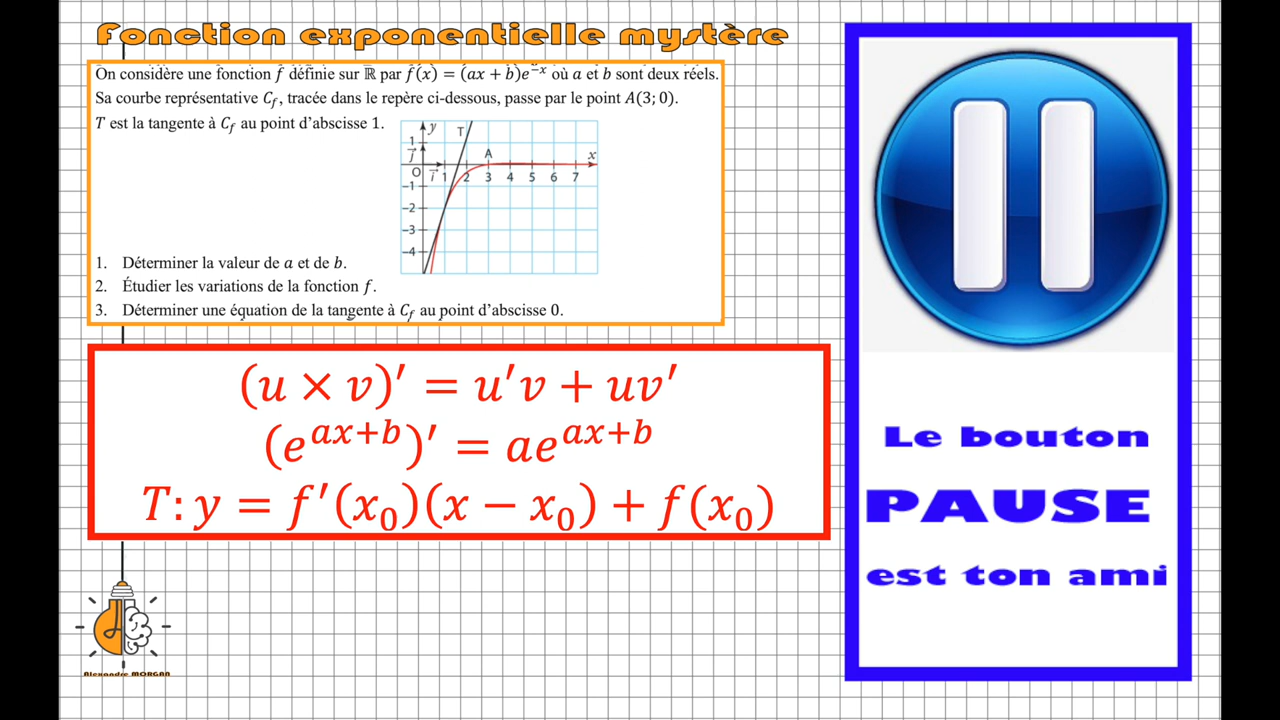 Fonction exponentielle mystère
On considère une fonction f définie sur ℝ par f(x) = (ax + b)e^{-x} où a et b sont deux réels.
Sa courbe représentative C_f, tracée dans le repère ci-dessous, passe par le point A(3; 0).
T est la tangente à C_f au point d'abscisse 1.
y T
1
j A x
O i 1 2 3 4 5 6 7
-1
-2
-3
-4
1. Déterminer la valeur de a et de b.
2. Étudier les variations de la fonction f.
3. Déterminer une équation de la tangente à C_f au point d'abscisse 0.
(u × v)′ = u′v + uv′
(e^{ax+b})′ = ae^{ax+b}
T: y = f′(x₀)(x − x₀) + f(x₀)
Le bouton
PAUSE
est ton ami
Alexandre MORGAN